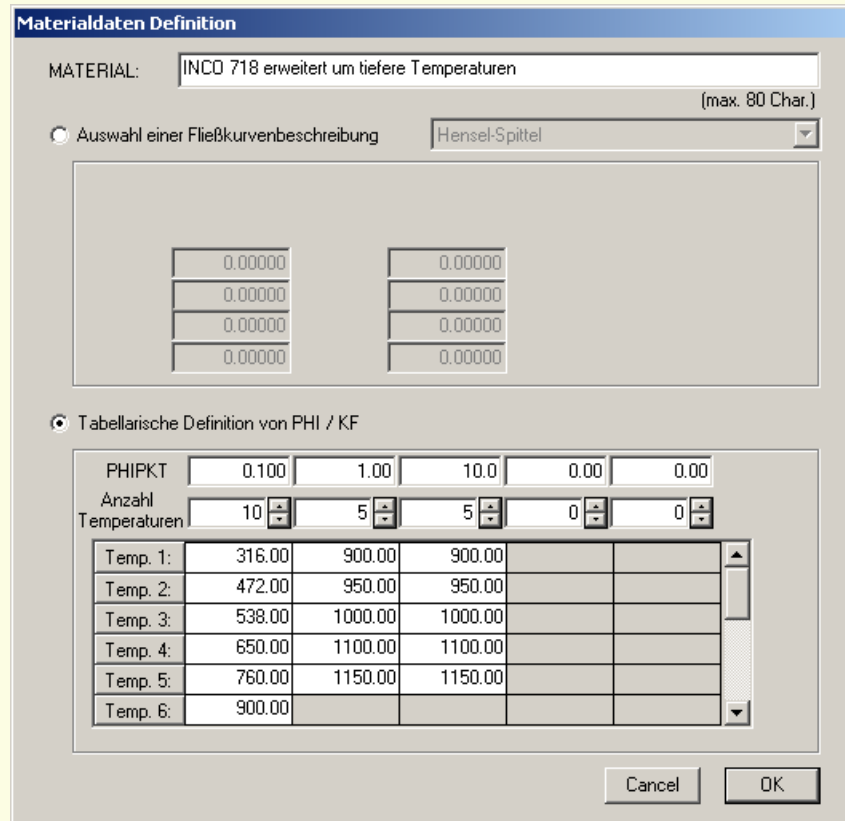 Materialdaten Definition
MATERIAL: INCO 718 erweitert um tiefere Temperaturen
(max. 80 Char.)
Auswahl einer Fließkurvenbeschreibung Hensel-Spittel
0.00000 0.00000
0.00000 0.00000
0.00000 0.00000
0.00000 0.00000
Tabellarische Definition von PHI / KF
PHIPKT 0.100 1.00 10.0 0.00 0.00
Anzahl
Temperaturen 10 5 5 0 0
Temp. 1: 316.00 900.00 900.00
Temp. 2: 472.00 950.00 950.00
Temp. 3: 538.00 1000.00 1000.00
Temp. 4: 650.00 1100.00 1100.00
Temp. 5: 760.00 1150.00 1150.00
Temp. 6: 900.00
Cancel OK